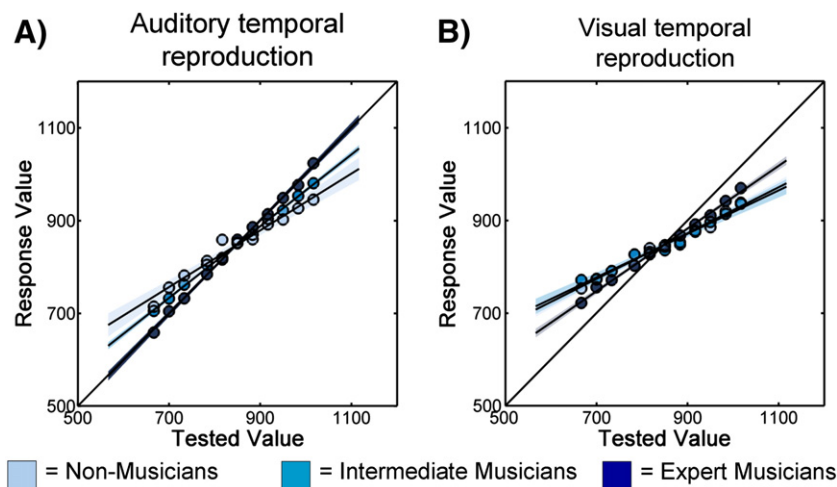 A)
Auditory temporal
reproduction
Response Value
1100
900
700
500
500 700 900 1100
Tested Value
B)
Visual temporal
reproduction
Response Value
1100
900
700
500
500 700 900 1100
Tested Value
= Non-Musicians = Intermediate Musicians = Expert Musicians